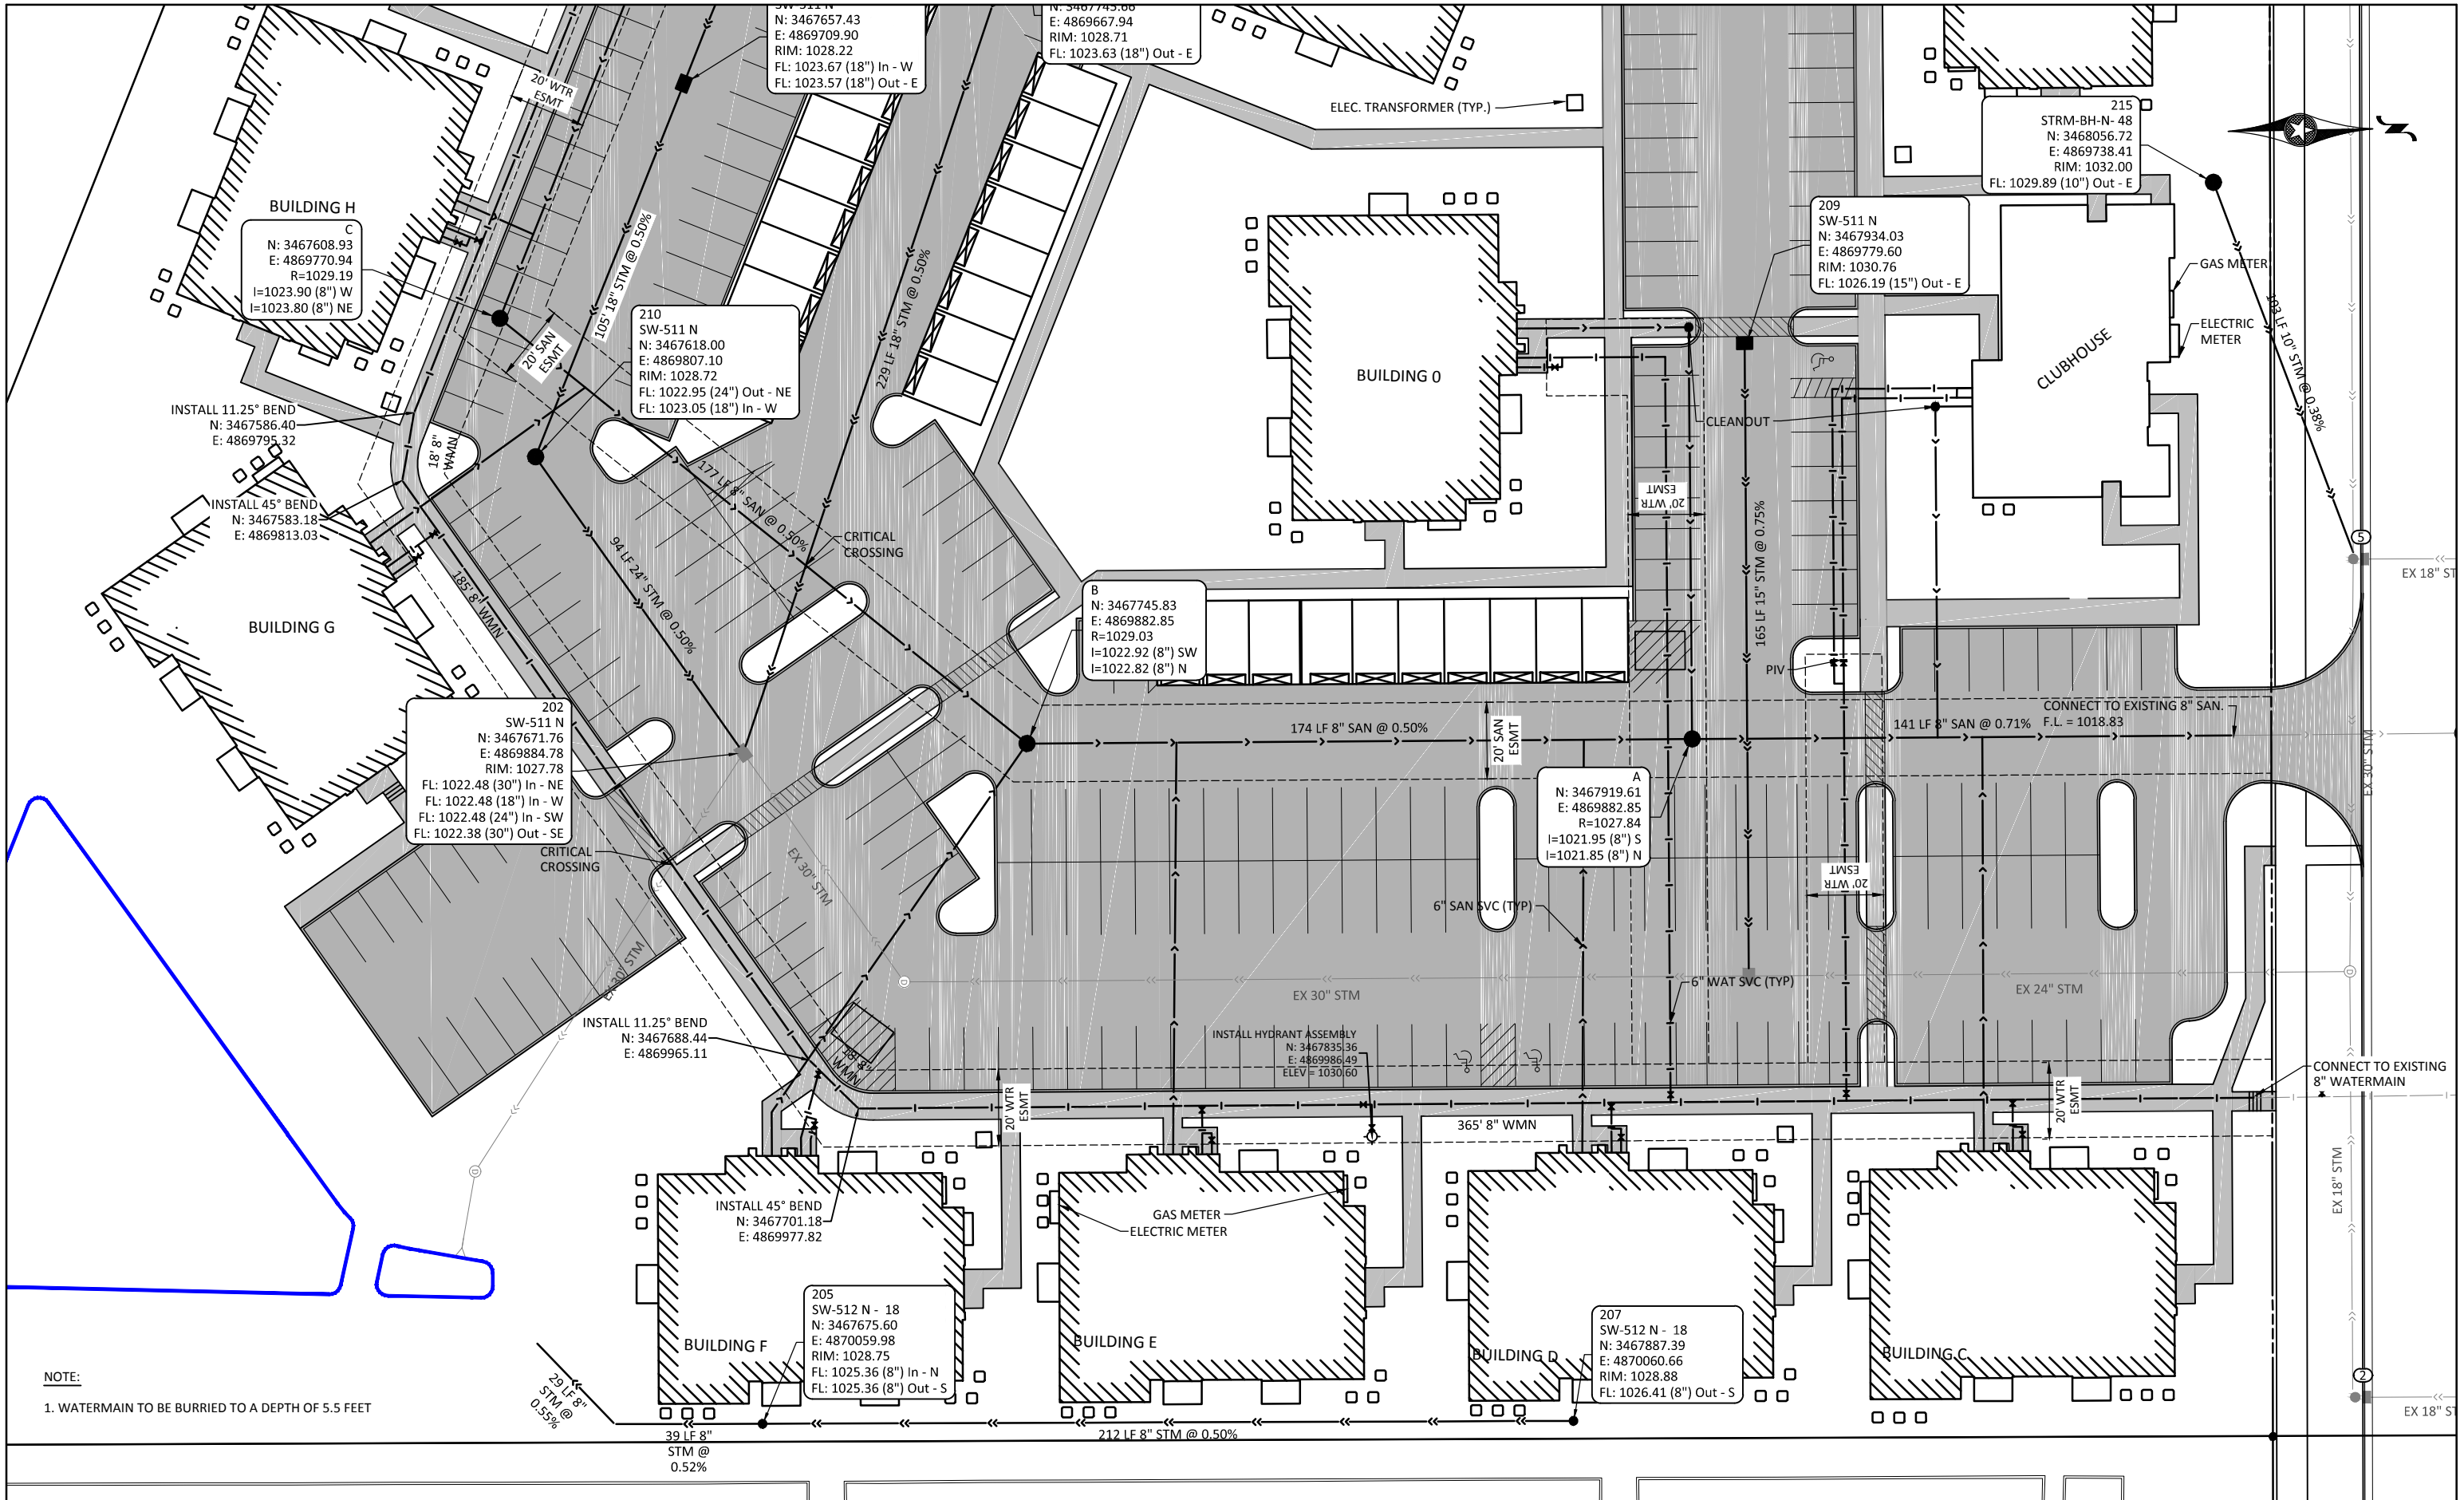 SW-511 N
N: 3467657.43
E: 4869709.90
RIM: 1028.22
FL: 1023.67 (18") In - W
FL: 1023.57 (18") Out - E
N: 3467745.66
E: 4869667.94
RIM: 1028.71
FL: 1023.63 (18") Out - E
20' WTR
ESMT
ELEC. TRANSFORMER (TYP.)
215
STRM-BH-N- 48
N: 3468056.72
E: 4869738.41
RIM: 1032.00
FL: 1029.89 (10") Out - E
BUILDING H
C
N: 3467608.93
E: 4869770.94
R=1029.19
I=1023.90 (8") W
I=1023.80 (8") NE
105' 18" STM @ 0.50%
229 LF 18" STM @ 0.50%
209
SW-511 N
N: 3467934.03
E: 4869779.60
RIM: 1030.76
FL: 1026.19 (15") Out - E
GAS METER
ELECTRIC
METER
CLUBHOUSE
103 LF 10" STM @ 0.38%
20' SAN
ESMT
210
SW-511 N
N: 3467618.00
E: 4869807.10
RIM: 1028.72
FL: 1022.95 (24") Out - NE
FL: 1023.05 (18") In - W
BUILDING 0
INSTALL 11.25° BEND
N: 3467586.40
E: 4869795.32
18' 8"
WMN
CLEANOUT
177 LF 8" SAN @ 0.50%
20' WTR
ESMT
INSTALL 45° BEND
N: 3467583.18
E: 4869813.03
CRITICAL
CROSSING
165 LF 15" STM @ 0.75%
94 LF 24" STM @ 0.50%
185' 8" WMN
5
EX 18" ST
BUILDING G
B
N: 3467745.83
E: 4869882.85
R=1029.03
I=1022.92 (8") SW
I=1022.82 (8") N
PIV
202
SW-511 N
N: 3467671.76
E: 4869884.78
RIM: 1027.78
FL: 1022.48 (30") In - NE
FL: 1022.48 (18") In - W
FL: 1022.48 (24") In - SW
FL: 1022.38 (30") Out - SE
174 LF 8" SAN @ 0.50%
20' SAN
ESMT
141 LF 8" SAN @ 0.71%
CONNECT TO EXISTING 8" SAN.
F.L. = 1018.83
EX 30" STM
A
N: 3467919.61
E: 4869882.85
R=1027.84
I=1021.95 (8") S
I=1021.85 (8") N
CRITICAL
CROSSING
EX 30" STM
20' WTR
ESMT
6" SAN SVC (TYP)
EX 30" STM
D
EX 30" STM
6" WAT SVC (TYP)
EX 24" STM
D
INSTALL 11.25° BEND
N: 3467688.44
E: 4869965.11
18' 8"
WMN
INSTALL HYDRANT ASSEMBLY
N: 3467835.36
E: 4869986.49
ELEV = 1030.60
CONNECT TO EXISTING
8" WATERMAIN
20' WTR
ESMT
20' WTR
ESMT
365' 8" WMN
D
EX 18" STM
INSTALL 45° BEND
N: 3467701.18
E: 4869977.82
GAS METER
ELECTRIC METER
205
SW-512 N - 18
N: 3467675.60
E: 4870059.98
RIM: 1028.75
FL: 1025.36 (8") In - N
FL: 1025.36 (8") Out - S
207
SW-512 N - 18
N: 3467887.39
E: 4870060.66
RIM: 1028.88
FL: 1026.41 (8") Out - S
BUILDING F
BUILDING E
BUILDING D
BUILDING C
NOTE:
1. WATERMAIN TO BE BURRIED TO A DEPTH OF 5.5 FEET
29 LF 8"
STM @
0.55%
39 LF 8"
STM @
0.52%
212 LF 8" STM @ 0.50%
2
EX 18" ST